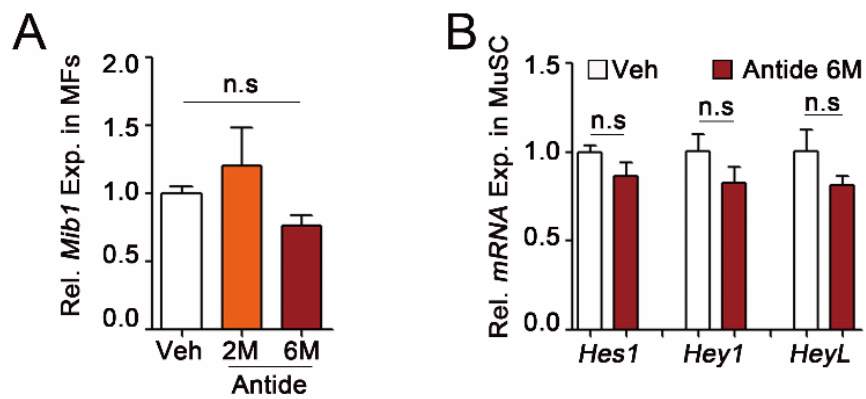 A
Rel. Mib1 Exp. in MFs
2.0
1.5
1.0
0.5
0.0
n.s
Veh 2M 6M
Antide
B
Rel. mRNA Exp. in MuSC
1.5
1.0
0.5
0.0
Veh Antide 6M
n.s n.s n.s
Hes1 Hey1 HeyL